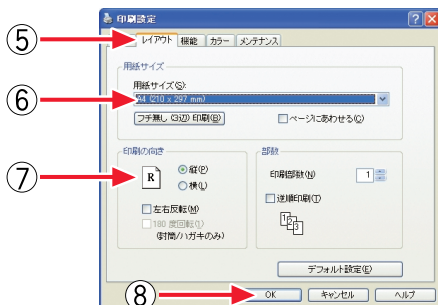 印刷設定
⑤
レイアウト 機能 カラー メンテナンス
用紙サイズ
用紙サイズ(S):
⑥
A4 (210 x 297 mm)
フチ無し (3辺) 印刷(B)
ページにあわせる(C)
印刷の向き
部数
⑦
R
縦(P)
横(L)
印刷部数(N)
1
左右反転(M)
逆順印刷(T)
180 度回転(I)
(封筒/ハガキのみ)
1 2 3
デフォルト設定(E)
⑧
OK
キャンセル
ヘルプ